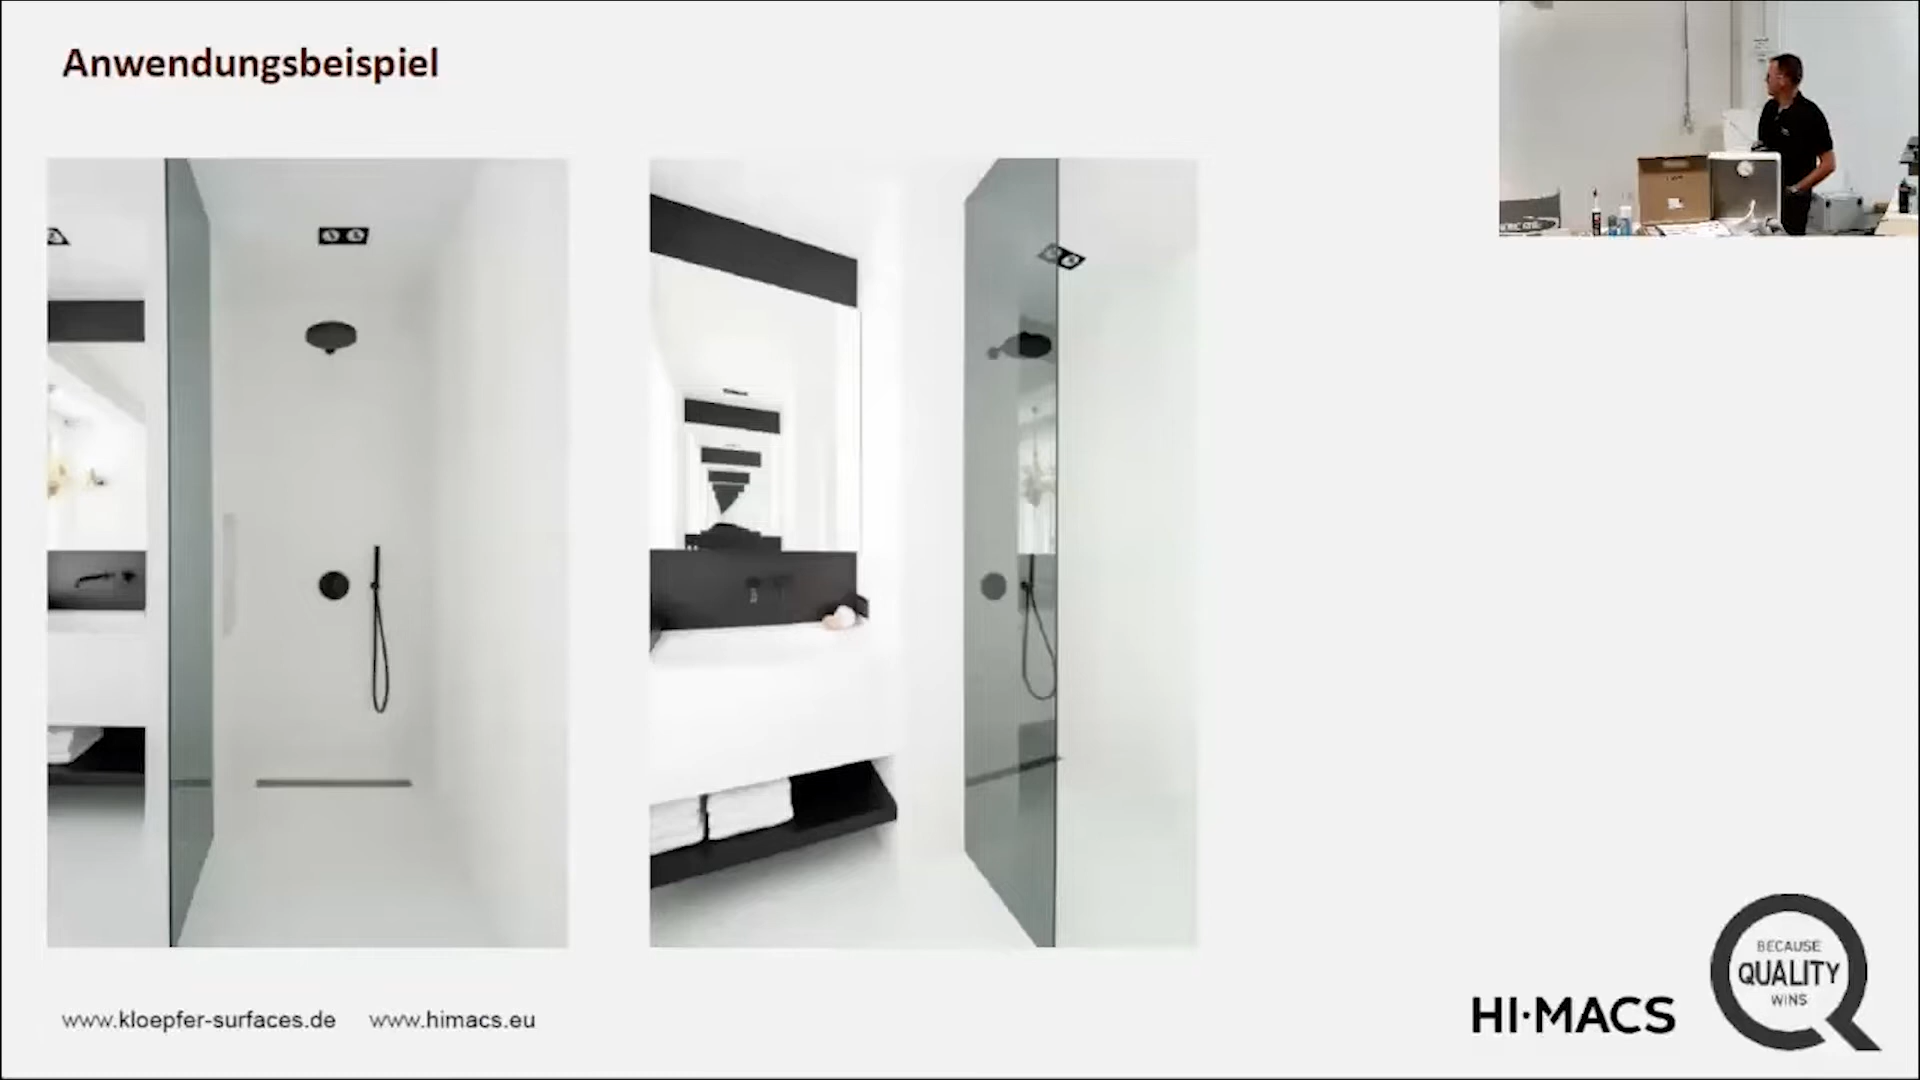 Anwendungsbeispiel
www.kloepfer-surfaces.de www.himacs.eu
HI·MACS
BECAUSE
QUALITY
WINS